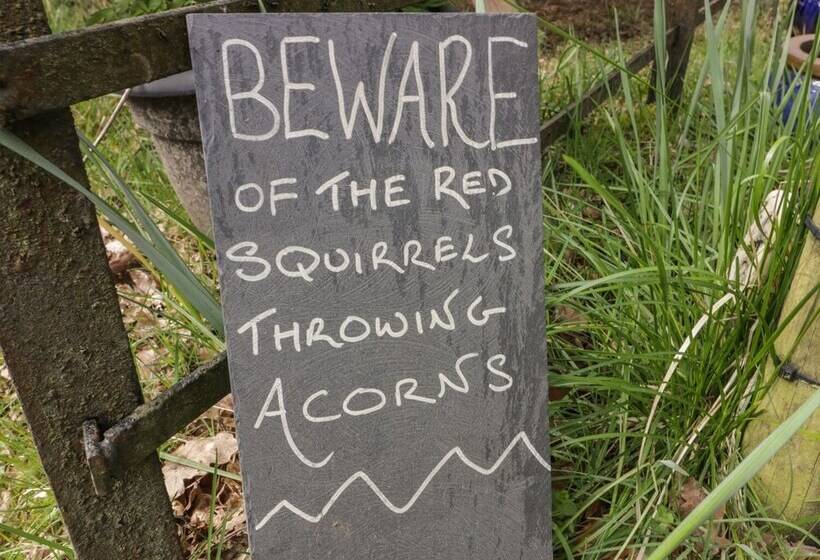 BEWARE
OF THE RED
SQUIRRELS
THROWING
ACORNS